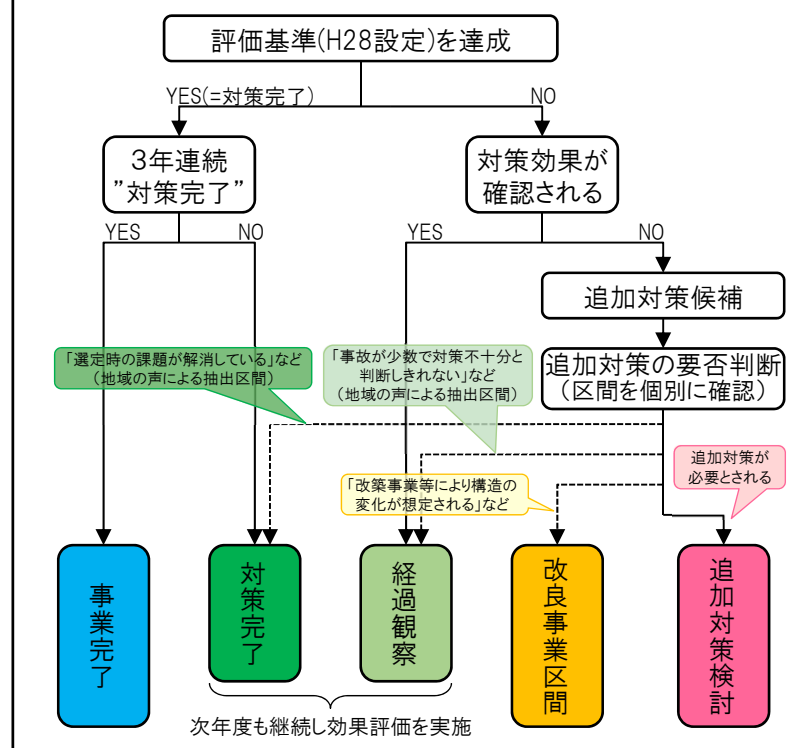 評価基準(H28設定)を達成
YES(=対策完了)
NO
3年連続
”対策完了”
対策効果が
確認される
YES
NO
YES
NO
追加対策候補
「選定時の課題が解消している」など
(地域の声による抽出区間)
「事故が少数で対策不十分と
判断しきれない」など
(地域の声による抽出区間)
追加対策の要否判断
(区間を個別に確認)
追加対策が
必要とされる
「改築事業等により構造の
変化が想定される」など
事業完了
対策完了
経過観察
改良事業区間
追加対策検討
次年度も継続し効果評価を実施